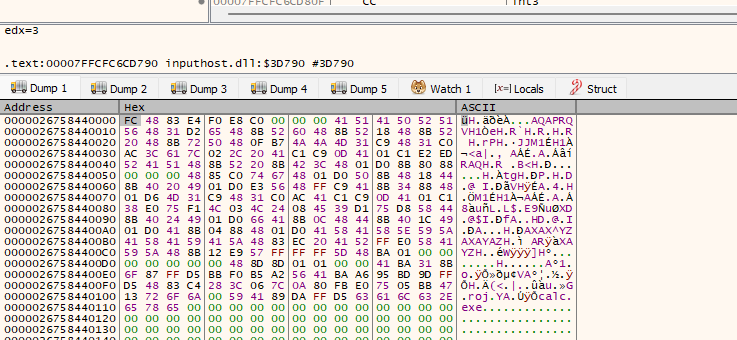 00007FFCFC6CD80F CC int3
edx=3
.text:00007FFCFC6CD790 inputhost.dll:$3D790 #3D790
Dump 1 Dump 2 Dump 3 Dump 4 Dump 5 Watch 1 [x=] Locals Struct
Address Hex ASCII
0000026758440000 FC 48 83 E4 F0 E8 C0 00 00 00 41 51 41 50 52 51 üH.äðèÀ...AQAPRQ
0000026758440010 56 48 31 D2 65 48 8B 52 60 48 8B 52 18 48 8B 52 VH1ÒeH.R`H.R.H.R
0000026758440020 20 48 8B 72 50 48 0F B7 4A 4A 4D 31 C9 48 31 C0  H.rPH.·JJM1ÉH1À
0000026758440030 AC 3C 61 7C 02 2C 20 41 C1 C9 0D 41 01 C1 E2 ED ¬<a|., AÁÉ.A.Áâí
0000026758440040 52 41 51 48 8B 52 20 8B 42 3C 48 01 D0 8B 80 88 RAQH.R .B<H.Ð...
0000026758440050 00 00 00 48 85 C0 74 67 48 01 D0 50 8B 48 18 44 ...H.ÀtgH.ÐP.H.D
0000026758440060 8B 40 20 49 01 D0 E3 56 48 FF C9 41 8B 34 88 48 .@ I.ÐãVHÿÉA.4.H
0000026758440070 01 D6 4D 31 C9 48 31 C0 AC 41 C1 C9 0D 41 01 C1 .ÖM1ÉH1À¬AÁÉ.A.Á
0000026758440080 38 E0 75 F1 4C 03 4C 24 08 45 39 D1 75 D8 58 44 8àuñL.L$.E9ÑuØXD
0000026758440090 8B 40 24 49 01 D0 66 41 8B 0C 48 44 8B 40 1C 49 .@$I.ÐfA..HD.@.I
00000267584400A0 01 D0 41 8B 04 88 48 01 D0 41 58 41 58 5E 59 5A .ÐA...H.ÐAXAX^YZ
00000267584400B0 41 58 41 59 41 5A 48 83 EC 20 41 52 FF E0 58 41 AXAYAZH.ì ARÿàXA
00000267584400C0 59 5A 48 8B 12 E9 57 FF FF FF 5D 48 BA 01 00 00 YZH..éWÿÿÿ]Hº...
00000267584400D0 00 00 00 00 00 48 8D 8D 01 01 00 00 41 BA 31 8B .....H......Aº1.
00000267584400E0 6F 87 FF D5 BB F0 B5 A2 56 41 BA A6 95 BD 9D FF o.ÿÕ»ðµ¢VAº¦.½.ÿ
00000267584400F0 D5 48 83 C4 28 3C 06 7C 0A 80 FB E0 75 05 BB 47 ÕH.Ä(<.|..ûàu.»G
0000026758440100 13 72 6F 6A 00 59 41 89 DA FF D5 63 61 6C 63 2E .roj.YA.ÚÿÕcalc.
0000026758440110 65 78 65 00 00 00 00 00 00 00 00 00 00 00 00 00 exe.............
0000026758440120 00 00 00 00 00 00 00 00 00 00 00 00 00 00 00 00 ................
0000026758440130 00 00 00 00 00 00 00 00 00 00 00 00 00 00 00 00 ................
0000026758440140 00 00 00 00 00 00 00 00 00 00 00 00 00 00 00 00 ................